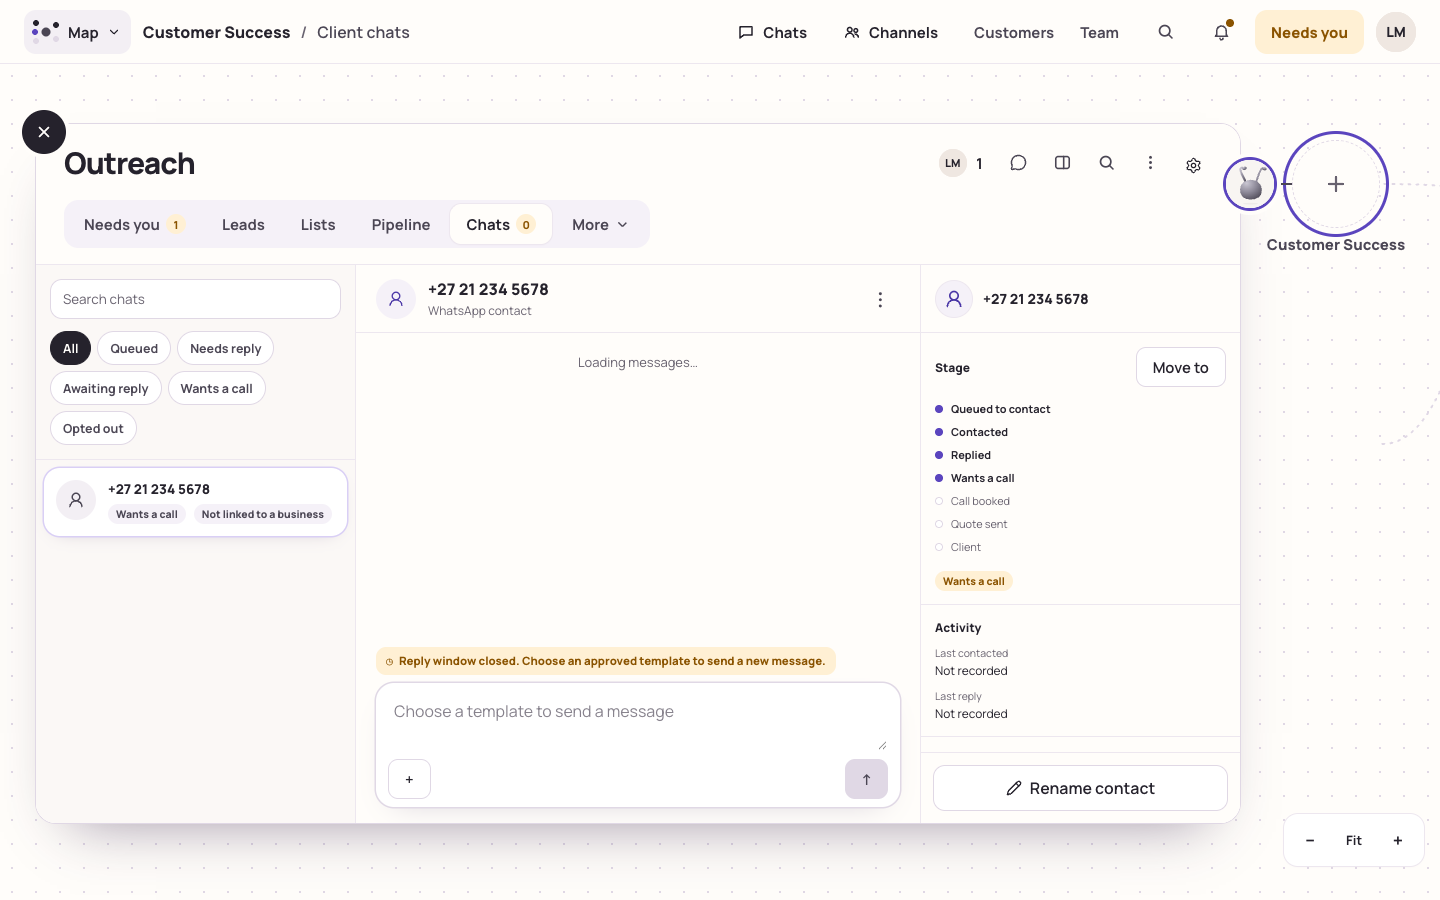 Map
Customer Success / Client chats
Chats
Channels
Customers
Team
Needs you
LM
Outreach
LM 1
Needs you 1
Leads
Lists
Pipeline
Chats 0
More
Customer Success
Search chats
All
Queued
Needs reply
Awaiting reply
Wants a call
Opted out
+27 21 234 5678
Wants a call
Not linked to a business
+27 21 234 5678
WhatsApp contact
Loading messages...
Reply window closed. Choose an approved template to send a new message.
Choose a template to send a message
+27 21 234 5678
Stage
Move to
Queued to contact
Contacted
Replied
Wants a call
Call booked
Quote sent
Client
Wants a call
Activity
Last contacted
Not recorded
Last reply
Not recorded
Rename contact
− Fit +